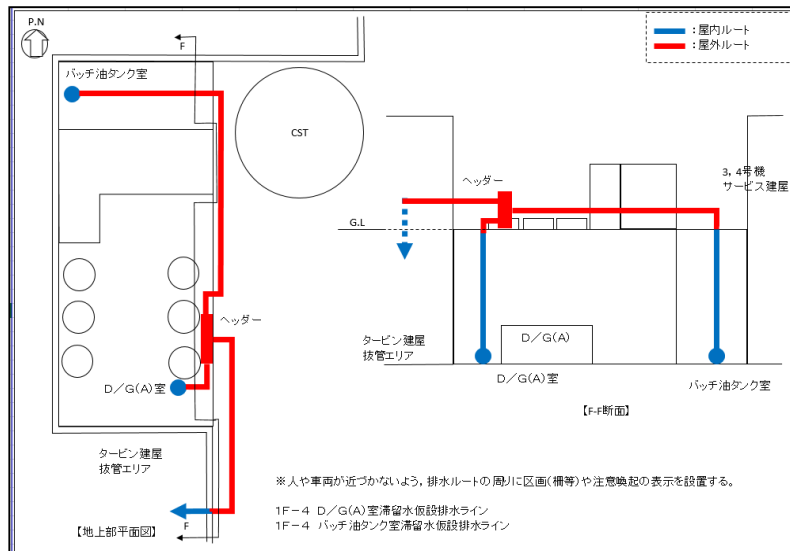 P.N
F
バッチ油タンク室
CST
ヘッダー
D／G(A)室
タービン建屋
抜管エリア
F
【地上部平面図】
：屋内ルート
：屋外ルート
3，4号機
サービス建屋
ヘッダー
G.L
タービン建屋
抜管エリア
D／G(A)
D／G(A)室
バッチ油タンク室
【F-F断面】
※人や車両が近づかないよう，排水ルートの周りに区画(柵等)や注意喚起の表示を設置する。
1F－4 D／G(A)室滞留水仮設排水ライン
1F－4 バッチ油タンク室滞留水仮設排水ライン